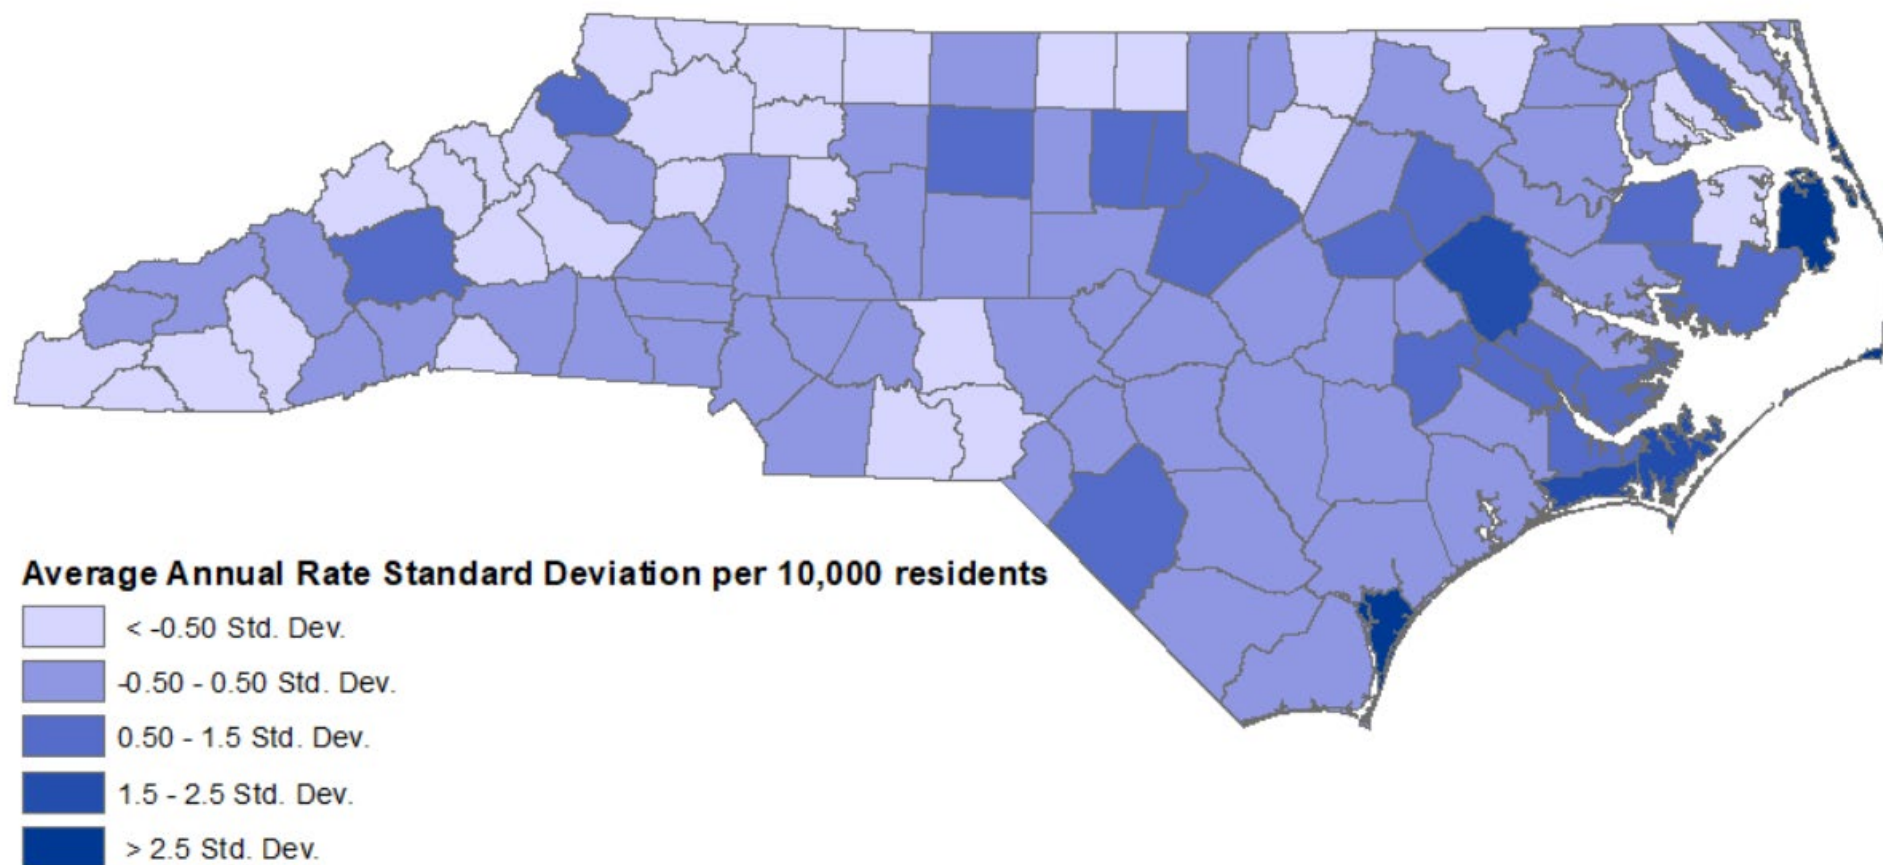 Average Annual Rate Standard Deviation per 10,000 residents
< -0.50 Std. Dev.
-0.50 - 0.50 Std. Dev.
0.50 - 1.5 Std. Dev.
1.5 - 2.5 Std. Dev.
> 2.5 Std. Dev.